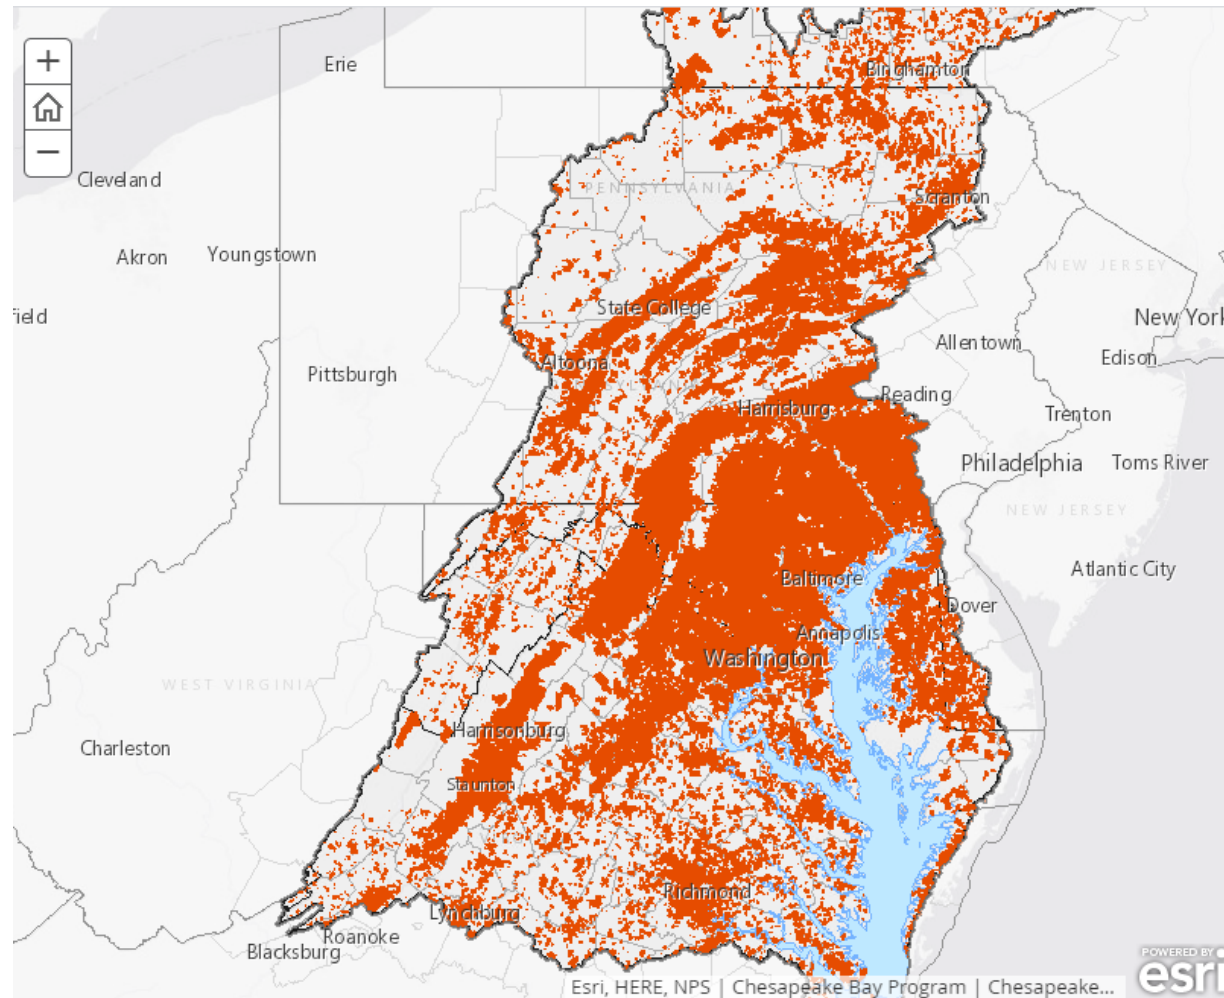 +
Erie
Binghamton
−
Cleveland
PENNSYLVANIA
Scranton
Akron
Youngstown
NEW JERSEY
State College
ield
New York
Allentown
Edison
Altoona
Pittsburgh
Reading
Harrisburg
Trenton
Philadelphia
Toms River
NEW JERSEY
Atlantic City
Baltimore
Dover
Annapolis
Washington
WEST VIRGINIA
Harrisonburg
Charleston
Staunton
Richmond
Lynchburg
Roanoke
Blacksburg
POWERED BY
esri
Esri, HERE, NPS | Chesapeake Bay Program | Chesapeake...